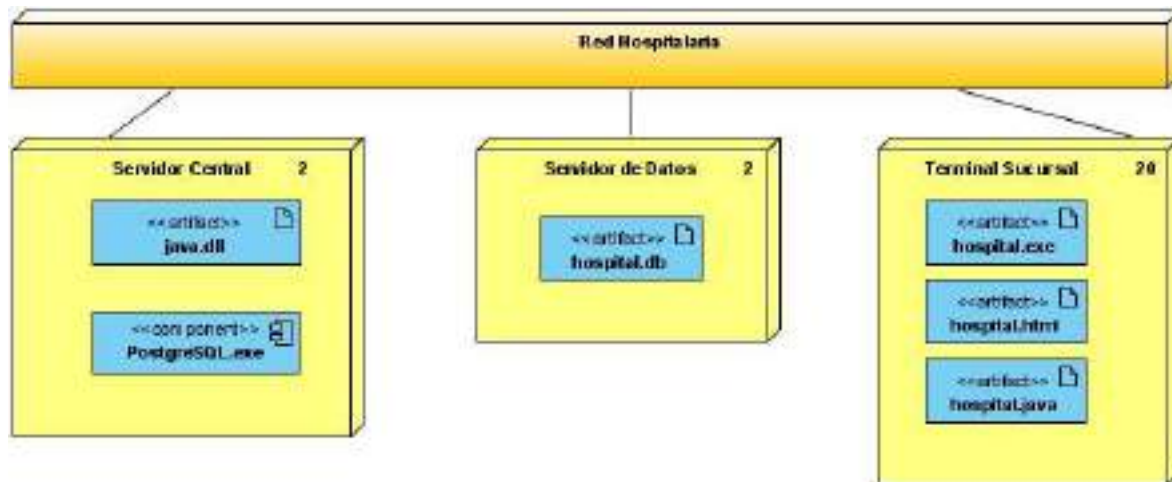 Red Hospitalaria
Servidor Central 2
<<artifact>>
java.dll
<<component>>
PostgreSQL.exe
Servidor de Datos 2
<<artifact>>
hospital.db
Terminal Sucursal 20
<<artifact>>
hospital.exe
<<artifact>>
hospital.html
<<artifact>>
hospital.java